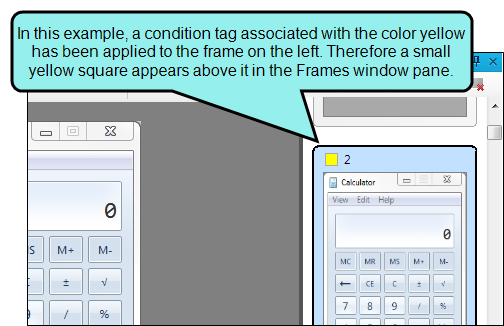 In this example, a condition tag associated with the color yellow
has been applied to the frame on the left. Therefore a small
yellow square appears above it in the Frames window pane.
2
Calculator
View Edit Help
0
0
MC MR MS M+ M-
MS M+ M-
← CE C ± √
C ± √
7 8 9 / %
9 / %